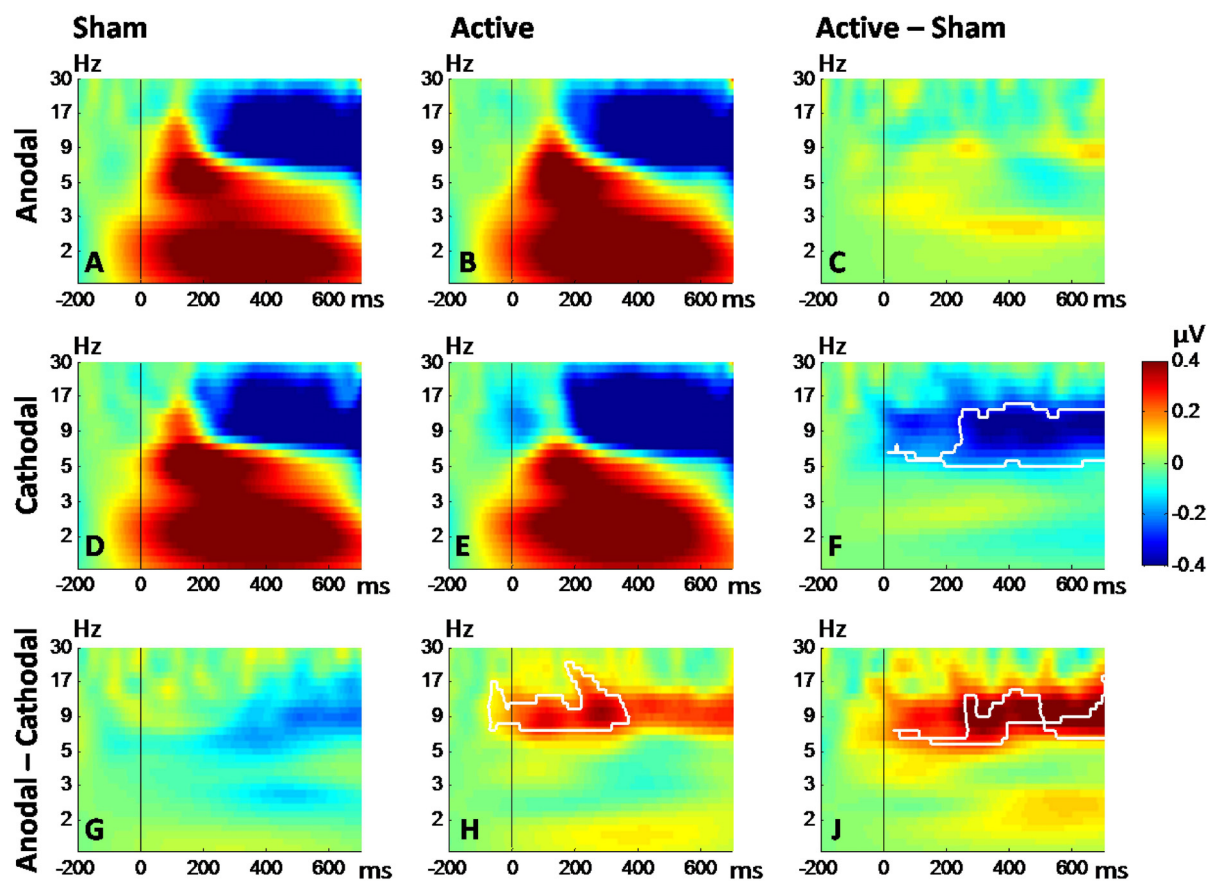 Sham Active Active – Sham
Hz Hz Hz
Anodal
30 17 9 5 3 2
30 17 9 5 3 2
30 17 9 5 3 2
A B C
-200 0 200 400 600 ms
-200 0 200 400 600 ms
-200 0 200 400 600 ms
Hz Hz Hz
Cathodal
30 17 9 5 3 2
30 17 9 5 3 2
30 17 9 5 3 2
D E F
µV
0.4
0.2
0
-0.2
-0.4
-200 0 200 400 600 ms
-200 0 200 400 600 ms
-200 0 200 400 600 ms
Hz Hz Hz
Anodal – Cathodal
30 17 9 5 3 2
30 17 9 5 3 2
30 17 9 5 3 2
G H J
-200 0 200 400 600 ms
-200 0 200 400 600 ms
-200 0 200 400 600 ms